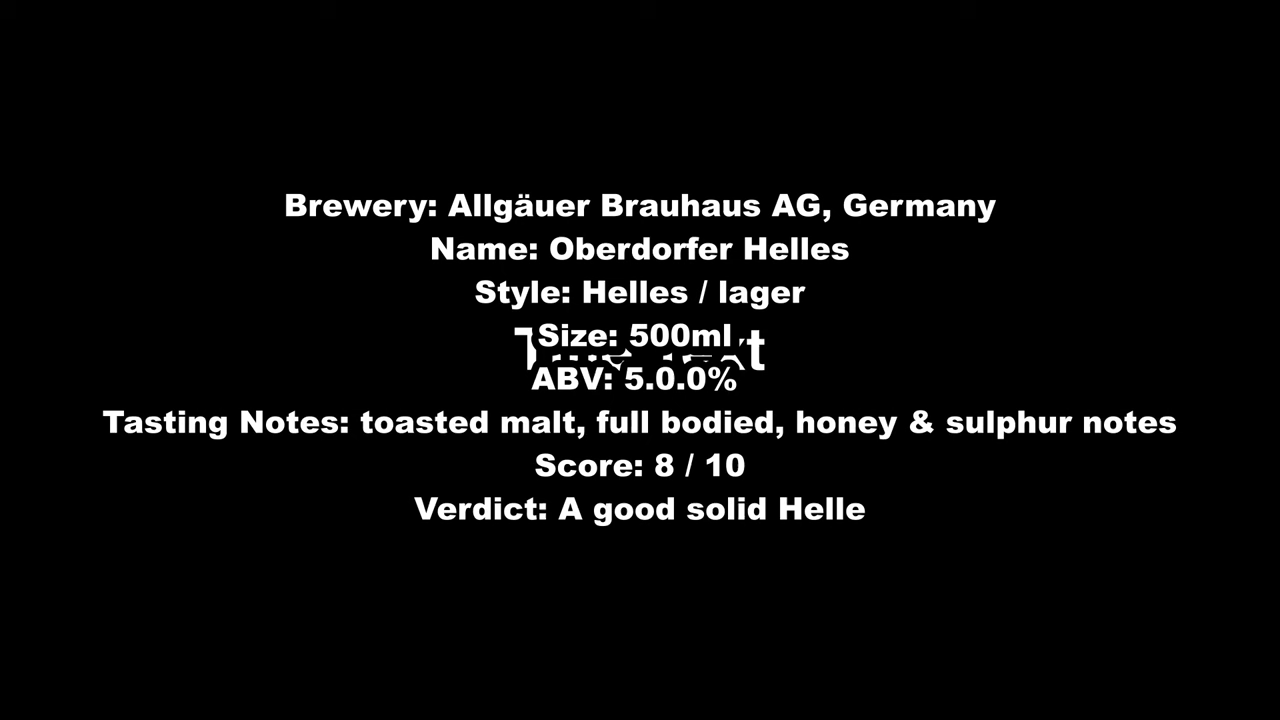 Brewery: Allgäuer Brauhaus AG, Germany
Name: Oberdorfer Helles
Style: Helles / lager
Size: 500ml
ABV: 5.0.0%
Tasting Notes: toasted malt, full bodied, honey & sulphur notes
Score: 8 / 10
Verdict: A good solid Helle